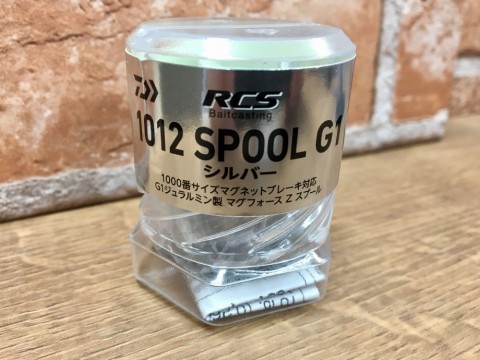 RCS
Baitcasting
1012 SPOOL G1
シルバー
1000番サイズマグネットブレーキ対応
G1ジュラルミン製 マグフォース Z スプール